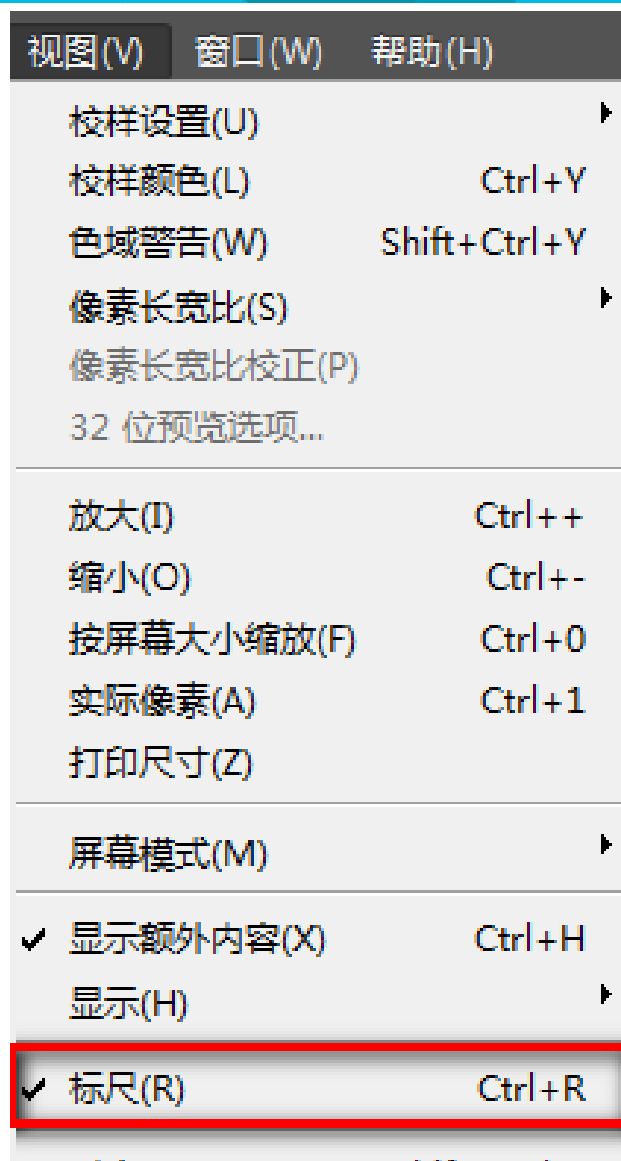 视图(V) 窗口(W) 帮助(H)
校样设置(U)
校样颜色(L) Ctrl+Y
色域警告(W) Shift+Ctrl+Y
像素长宽比(S)
像素长宽比校正(P)
32 位预览选项...
放大(I) Ctrl++
缩小(O) Ctrl+-
按屏幕大小缩放(F) Ctrl+0
实际像素(A) Ctrl+1
打印尺寸(Z)
屏幕模式(M)
显示额外内容(X) Ctrl+H
显示(H)
标尺(R) Ctrl+R